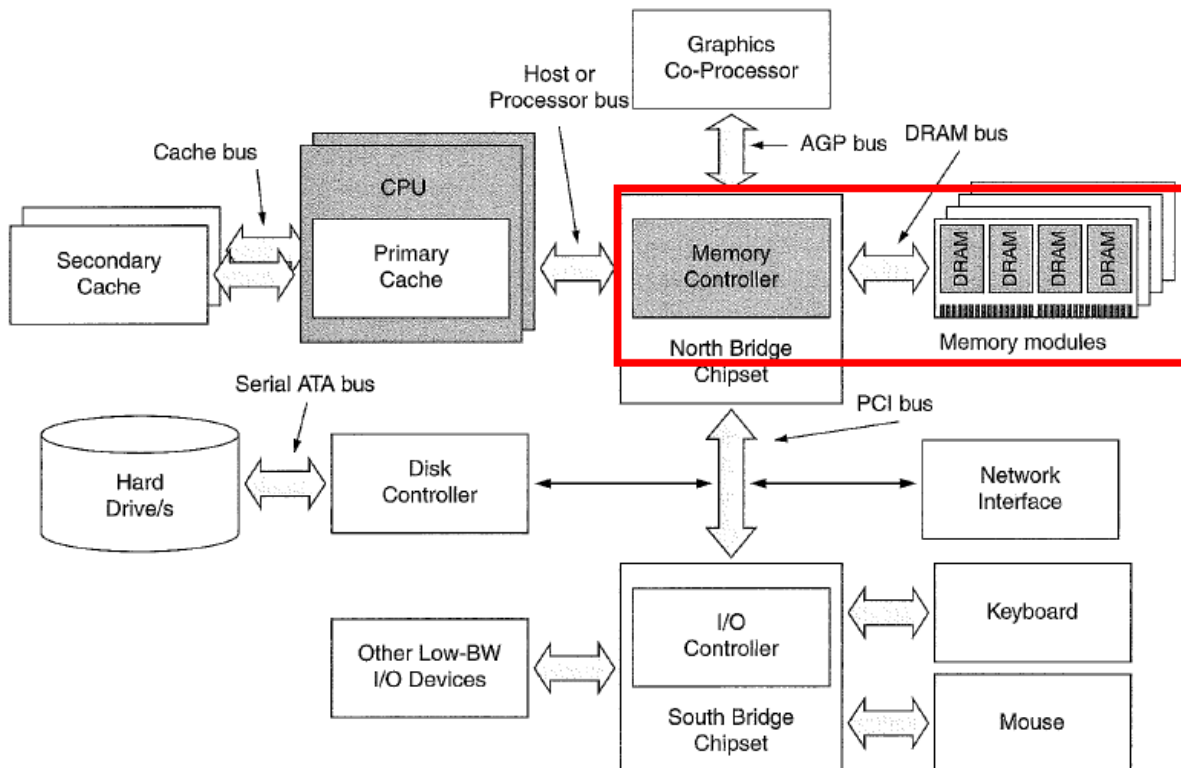 Graphics
Co-Processor
Host or
Processor bus
AGP bus
DRAM bus
Cache bus
CPU
Primary
Cache
Secondary
Cache
Memory
Controller
North Bridge
Chipset
DRAM
DRAM
DRAM
DRAM
Memory modules
Serial ATA bus
PCI bus
Hard
Drive/s
Disk
Controller
Network
Interface
I/O
Controller
South Bridge
Chipset
Other Low-BW
I/O Devices
Keyboard
Mouse